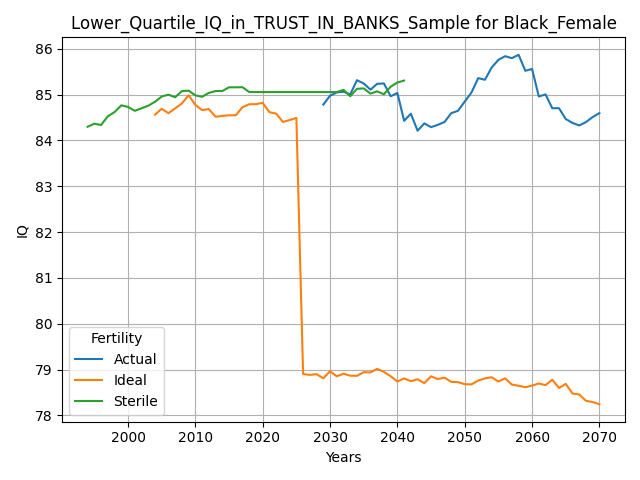 Lower_Quartile_IQ_in_TRUST_IN_BANKS_Sample for Black_Female
IQ
86
85
84
83
82
81
80
79
78
Fertility
Actual
Ideal
Sterile
2000 2010 2020 2030 2040 2050 2060 2070
Years